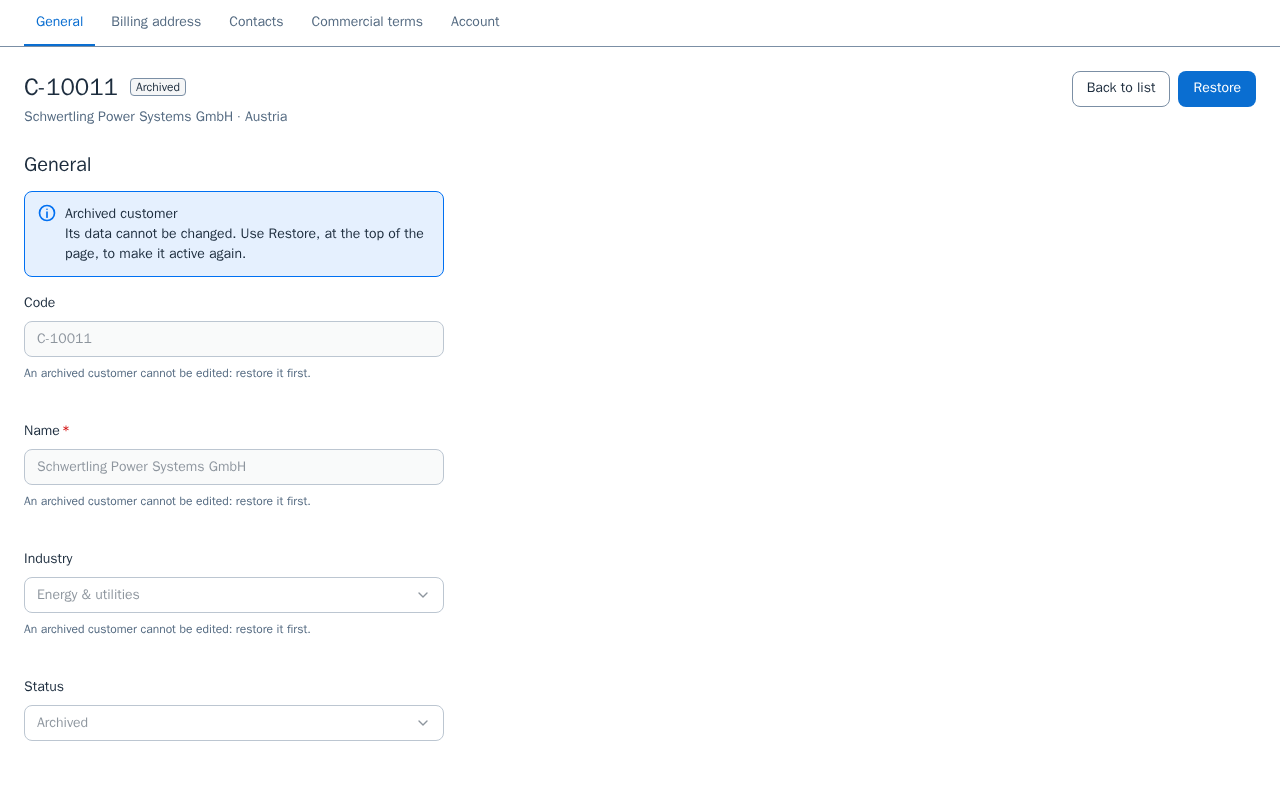 General
Billing address
Contacts
Commercial terms
Account
C-10011
Archived
Back to list
Restore
Schwertling Power Systems GmbH · Austria
General
Archived customer
Its data cannot be changed. Use Restore, at the top of the
page, to make it active again.
Code
C-10011
An archived customer cannot be edited: restore it first.
Name *
Schwertling Power Systems GmbH
An archived customer cannot be edited: restore it first.
Industry
Energy & utilities
An archived customer cannot be edited: restore it first.
Status
Archived